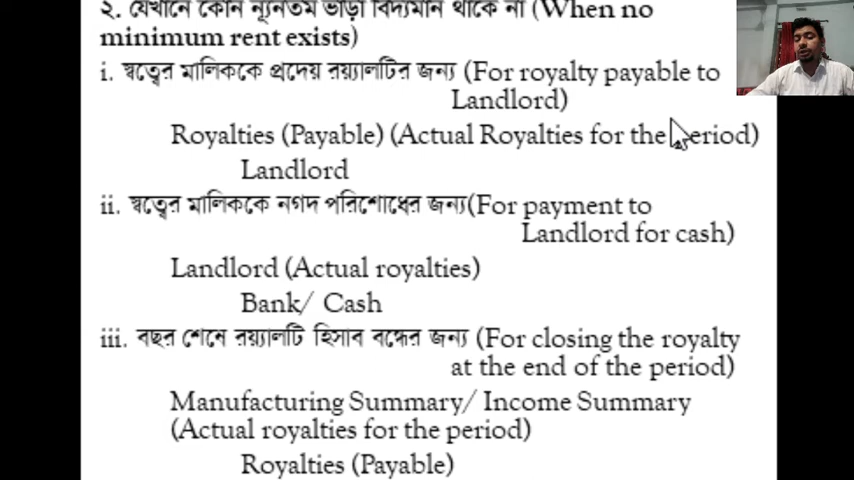 ২. যেখানে কোন ন্যূনতম ভাড়া বিদ্যমান থাকে না (When no
minimum rent exists)
i. স্বত্বের মালিককে প্রদেয় রয়্যালটির জন্য (For royalty payable to
Landlord)
Royalties (Payable) (Actual Royalties for the period)
Landlord
ii. স্বত্বের মালিককে নগদ পরিশোধের জন্য(For payment to
Landlord for cash)
Landlord (Actual royalties)
Bank/ Cash
iii. বছর শেনে রয়্যালটি হিসাব বন্ধের জন্য (For closing the royalty
at the end of the period)
Manufacturing Summary/ Income Summary
(Actual royalties for the period)
Royalties (Payable)